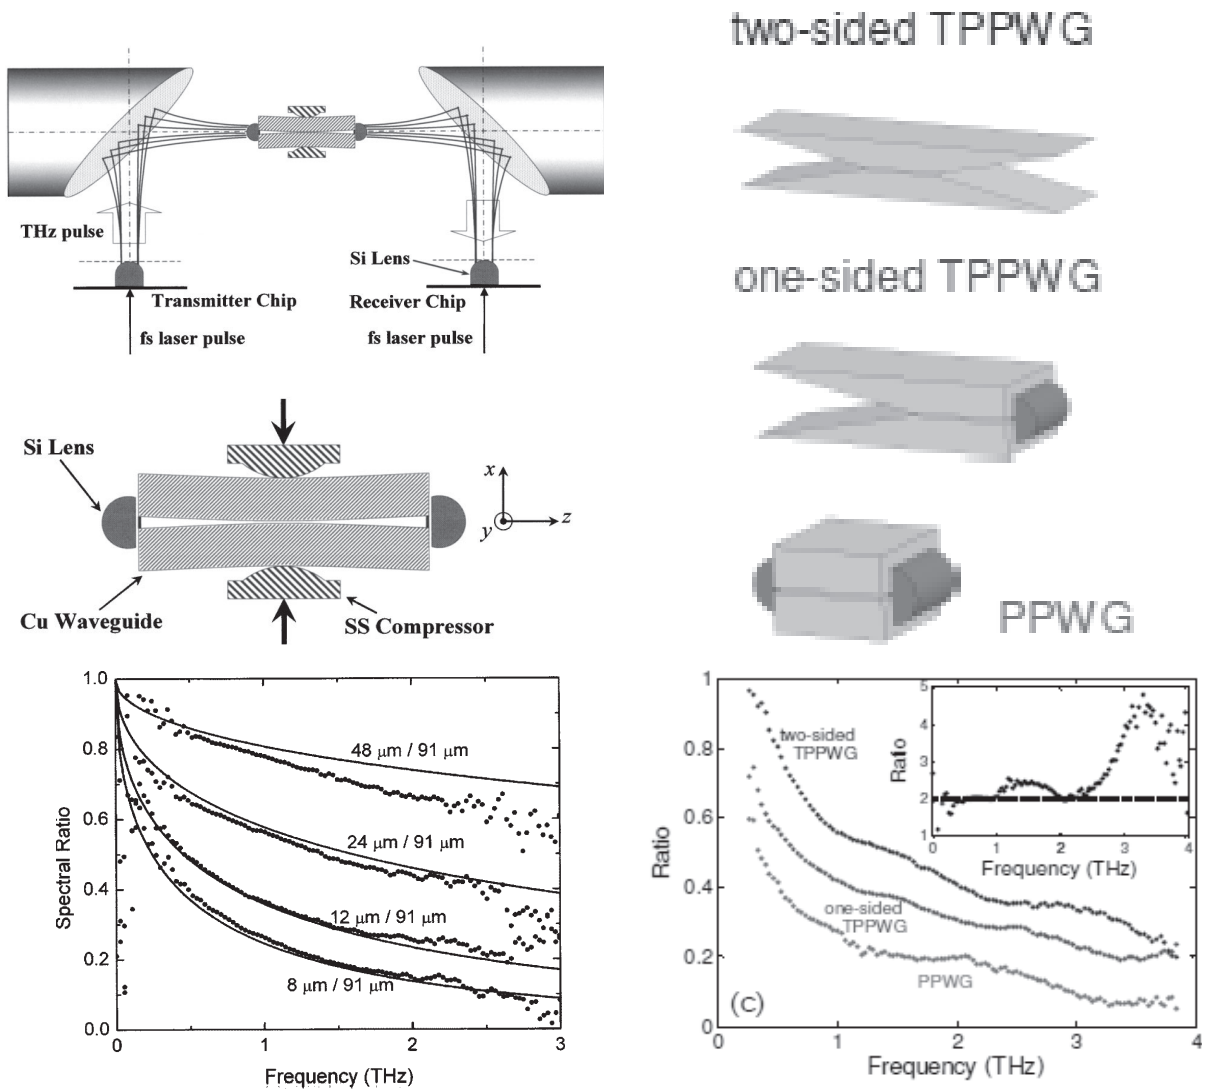 THz pulse
Si Lens
Transmitter Chip
Receiver Chip
fs laser pulse
fs laser pulse
Si Lens
x
y
z
Cu Waveguide
SS Compressor
two-sided TPPWG
one-sided TPPWG
PPWG
1.0
0.8
0.6
0.4
0.2
0.0
Spectral Ratio
48 µm / 91 µm
24 µm / 91 µm
12 µm / 91 µm
8 µm / 91 µm
0
1
2
3
Frequency (THz)
1
0.8
0.6
0.4
0.2
0
Ratio
two-sided
TPPWG
one-sided
TPPWG
PPWG
(c)
5
4
3
2
1
Ratio
0
1
2
3
4
Frequency (THz)
0
1
2
3
4
Frequency (THz)